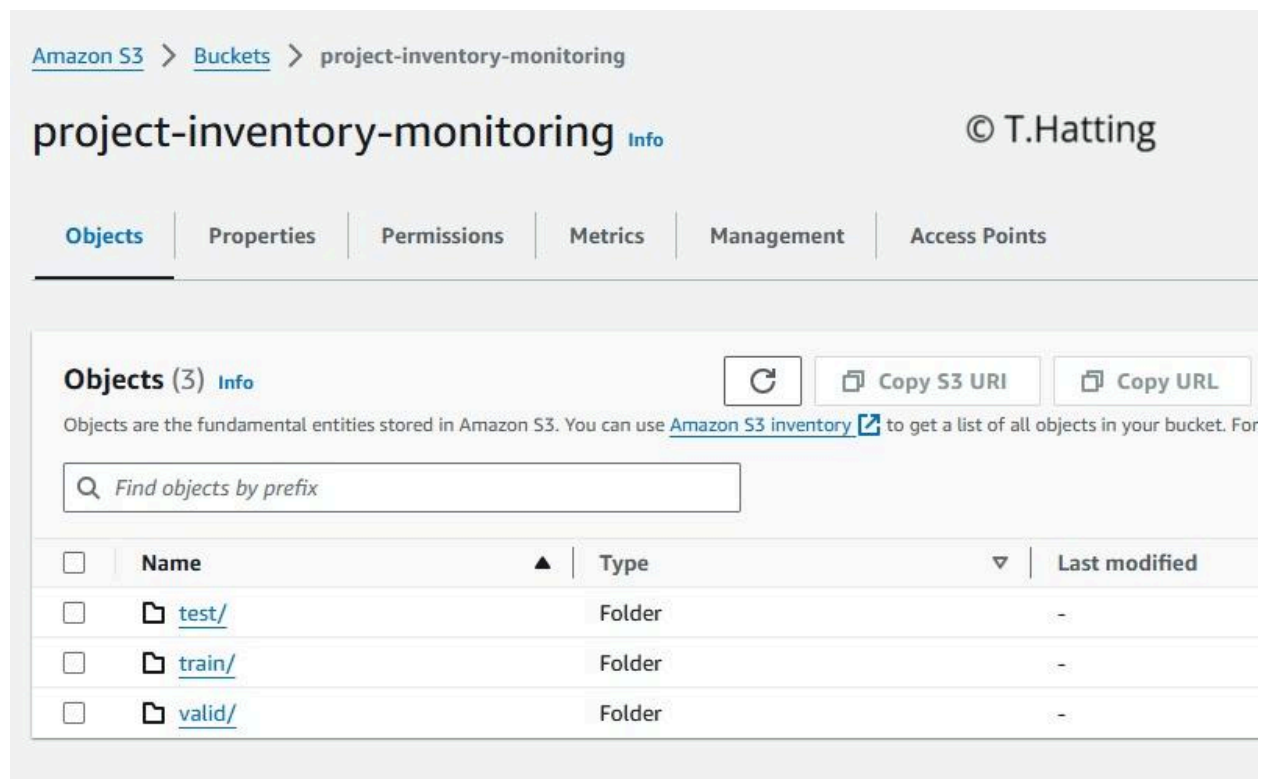 Amazon S3 > Buckets > project-inventory-monitoring
project-inventory-monitoring Info © T.Hatting
Objects Properties Permissions Metrics Management Access Points
Objects (3) Info Copy S3 URI Copy URL
Objects are the fundamental entities stored in Amazon S3. You can use Amazon S3 inventory to get a list of all objects in your bucket. For
Find objects by prefix
Name Type Last modified
test/ Folder -
train/ Folder -
valid/ Folder -